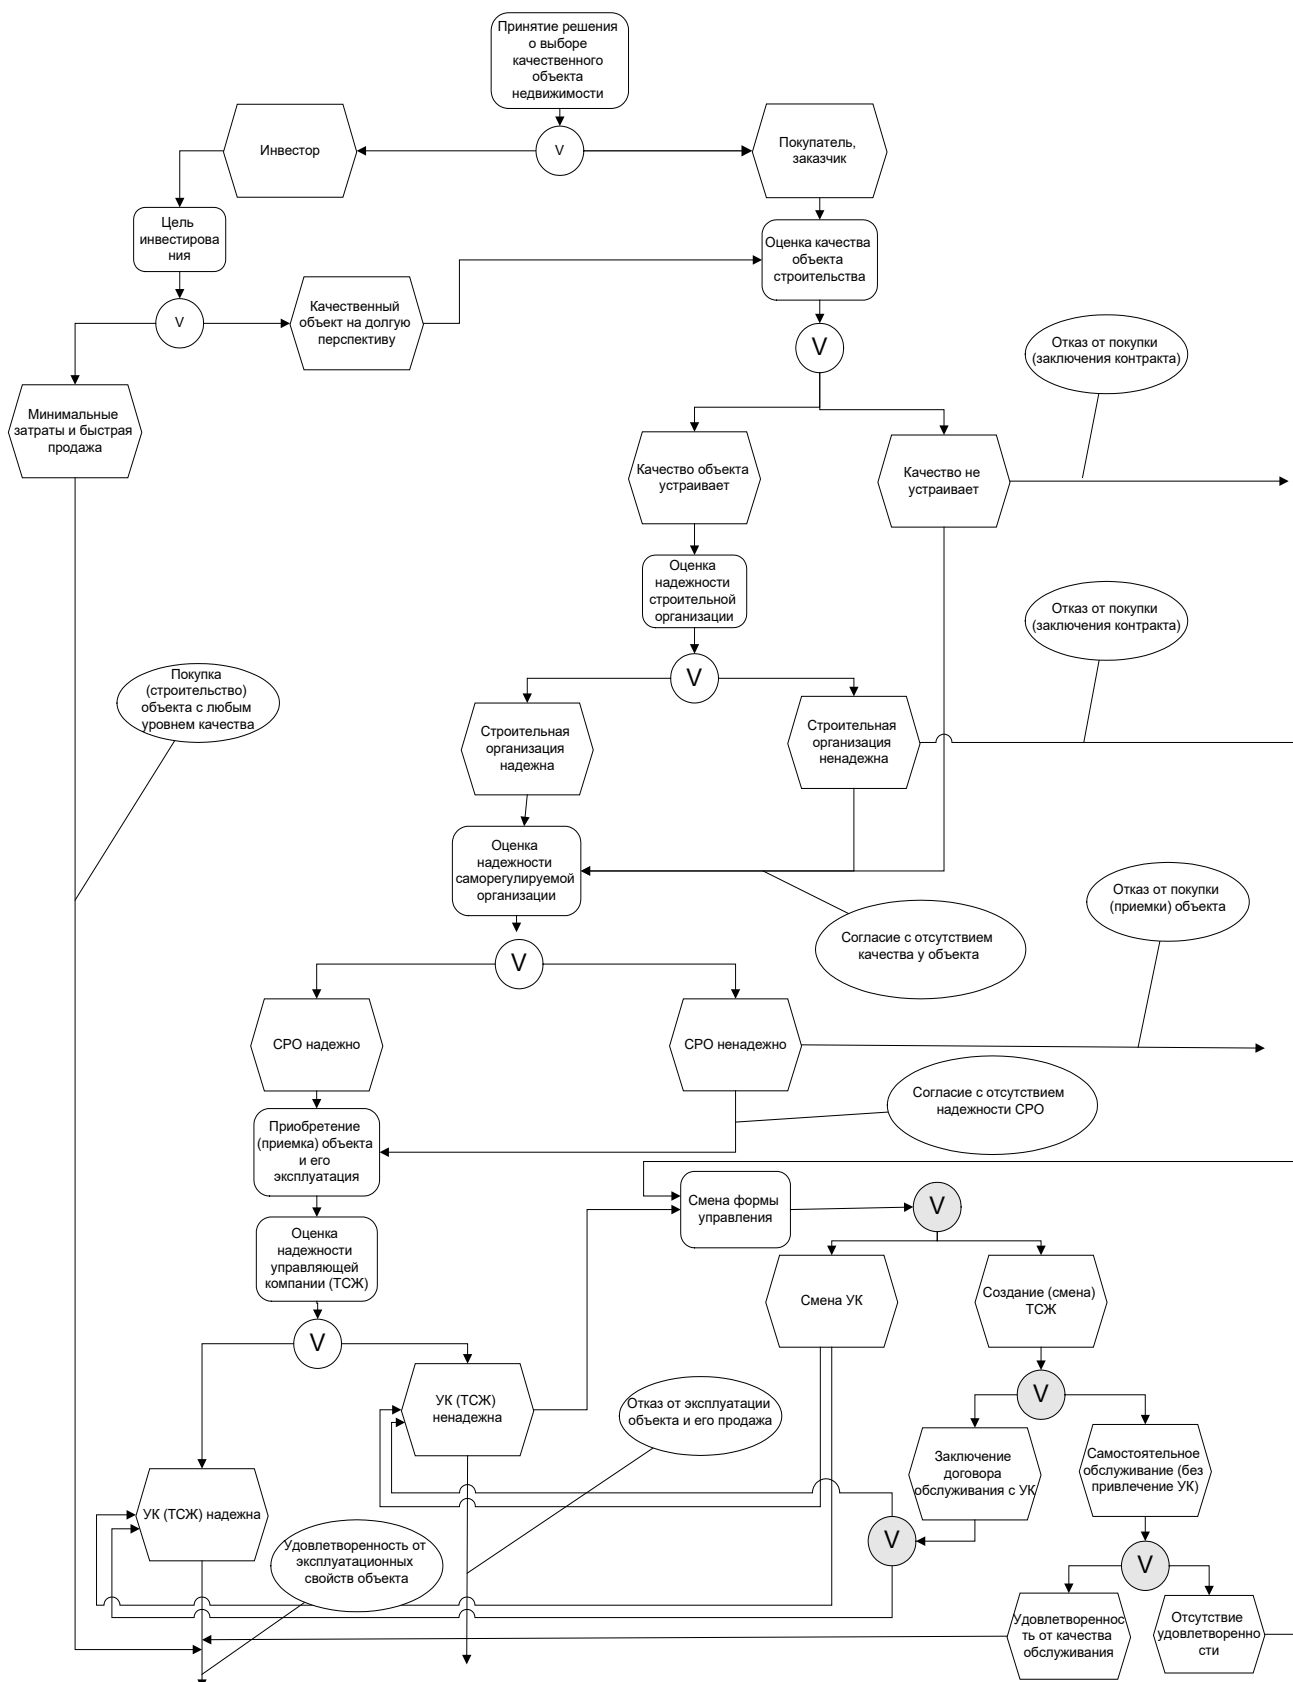 Принятие решения
о выборе
качественного
объекта
недвижимости
Инвестор
V
Покупатель,
заказчик
Цель
инвестирова
ния
Оценка качества
объекта
строительства
Качественный
объект на долгую
перспективу
V
V
Отказ от покупки
(заключения контракта)
Минимальные
затраты и быстрая
продажа
Качество объекта
устраивает
Качество не
устраивает
Оценка
надежности
строительной
организации
Отказ от покупки
(заключения контракта)
V
Покупка
(строительство)
объекта с любым
уровнем качества
Строительная
организация
надежна
Строительная
организация
ненадежна
Оценка
надежности
саморегулируемой
организации
Отказ от покупки
(приемки) объекта
Согласие с отсутствием
качества у объекта
V
СРО надежно
СРО ненадежно
Согласие с отсутствием
надежности СРО
Приобретение
(приемка) объекта
и его
эксплуатация
Смена формы
управления
V
Оценка
надежности
управляющей
компании (ТСЖ)
Смена УК
Создание (смена)
ТСЖ
V
УК (ТСЖ)
ненадежна
Отказ от эксплуатации
объекта и его продажа
V
Заключение
договора
обслуживания с УК
Самостоятельное
обслуживание (без
привлечение УК)
УК (ТСЖ) надежна
V
Удовлетворенность от
эксплуатационных
свойств объекта
V
Удовлетвореннос
ть от качества
обслуживания
Отсутствие
удовлетворенно
сти